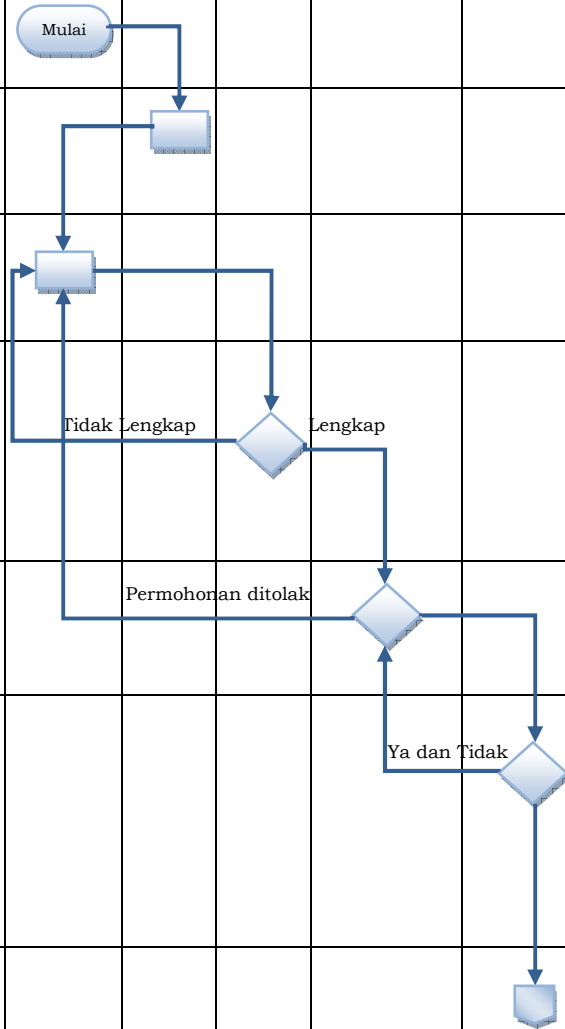 Mulai
Tidak Lengkap
Lengkap
Permohonan ditolak
Ya dan Tidak